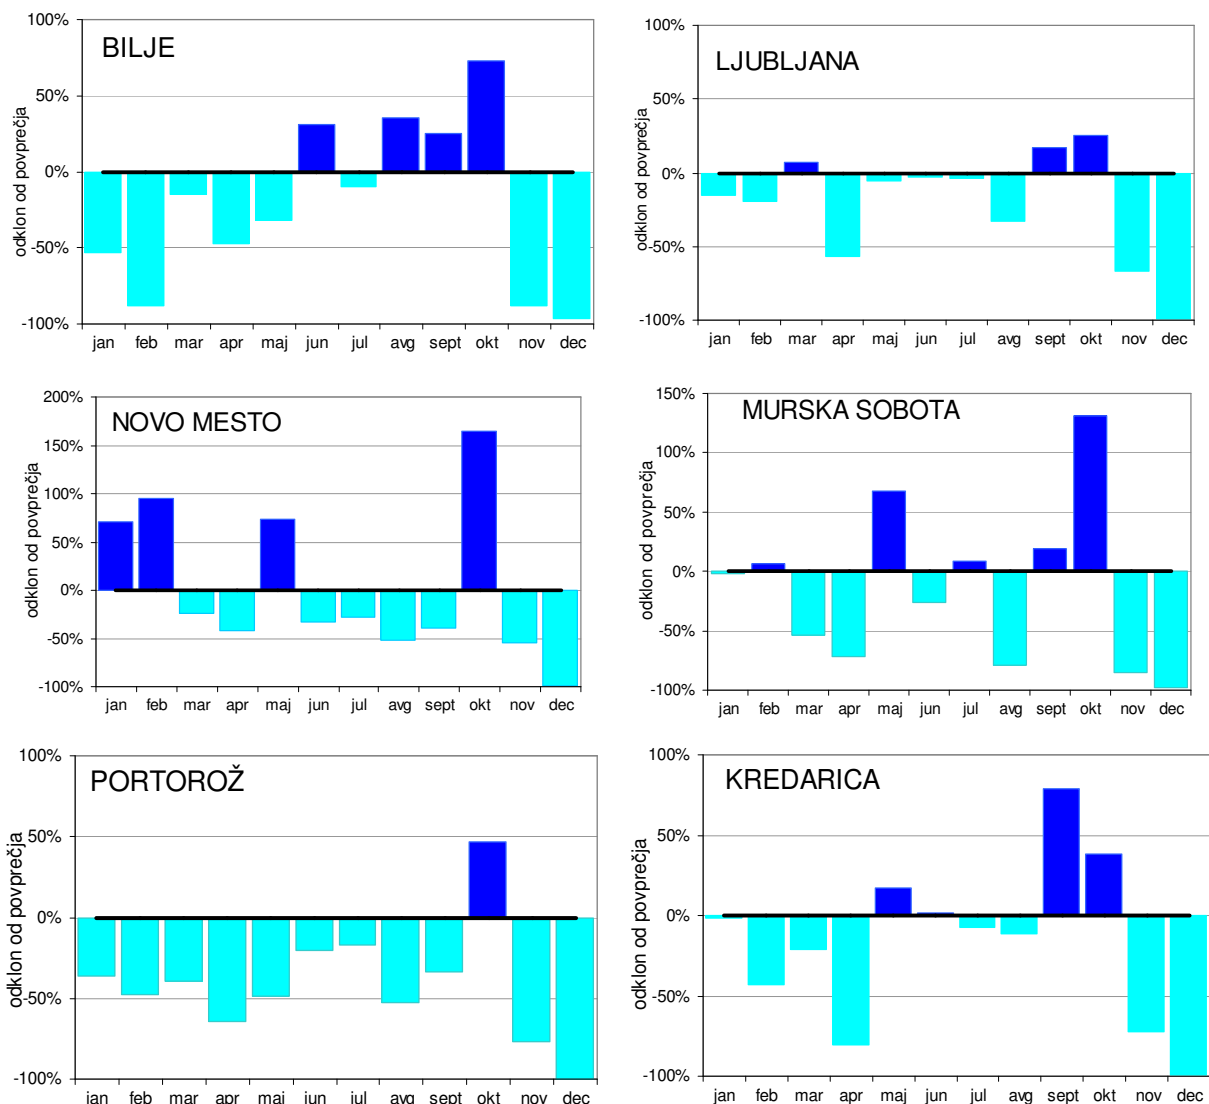 BILJE
odklon od povprečja
100%
50%
0%
-50%
-100%
jan feb mar apr maj jun jul avg sept okt nov dec
LJUBLJANA
odklon od povprečja
100%
50%
0%
-50%
-100%
jan feb mar apr maj jun jul avg sept okt nov dec
NOVO MESTO
odklon od povprečja
200%
150%
100%
50%
0%
-50%
-100%
jan feb mar apr maj jun jul avg sept okt nov dec
MURSKA SOBOTA
odklon od povprečja
150%
100%
50%
0%
-50%
-100%
jan feb mar apr maj jun jul avg sept okt nov dec
PORTOROŽ
odklon od povprečja
100%
50%
0%
-50%
-100%
jan feb mar apr maj jun jul avg sept okt nov dec
KREDARICA
odklon od povprečja
100%
50%
0%
-50%
-100%
jan feb mar apr maj jun jul avg sept okt nov dec